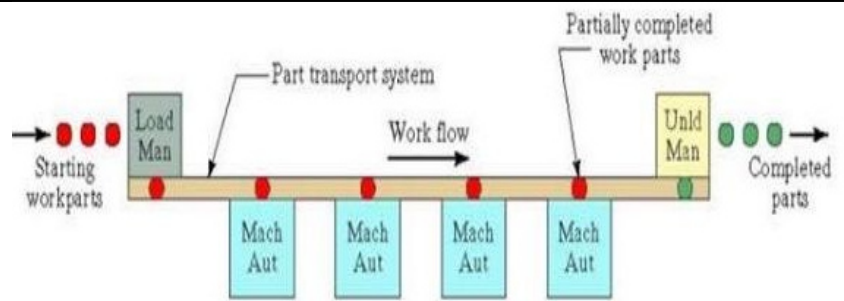 Partially completed
work parts
Part transport system
Load
Man
Work flow
Unld
Man
Starting
workparts
Completed
parts
Mach
Aut
Mach
Aut
Mach
Aut
Mach
Aut